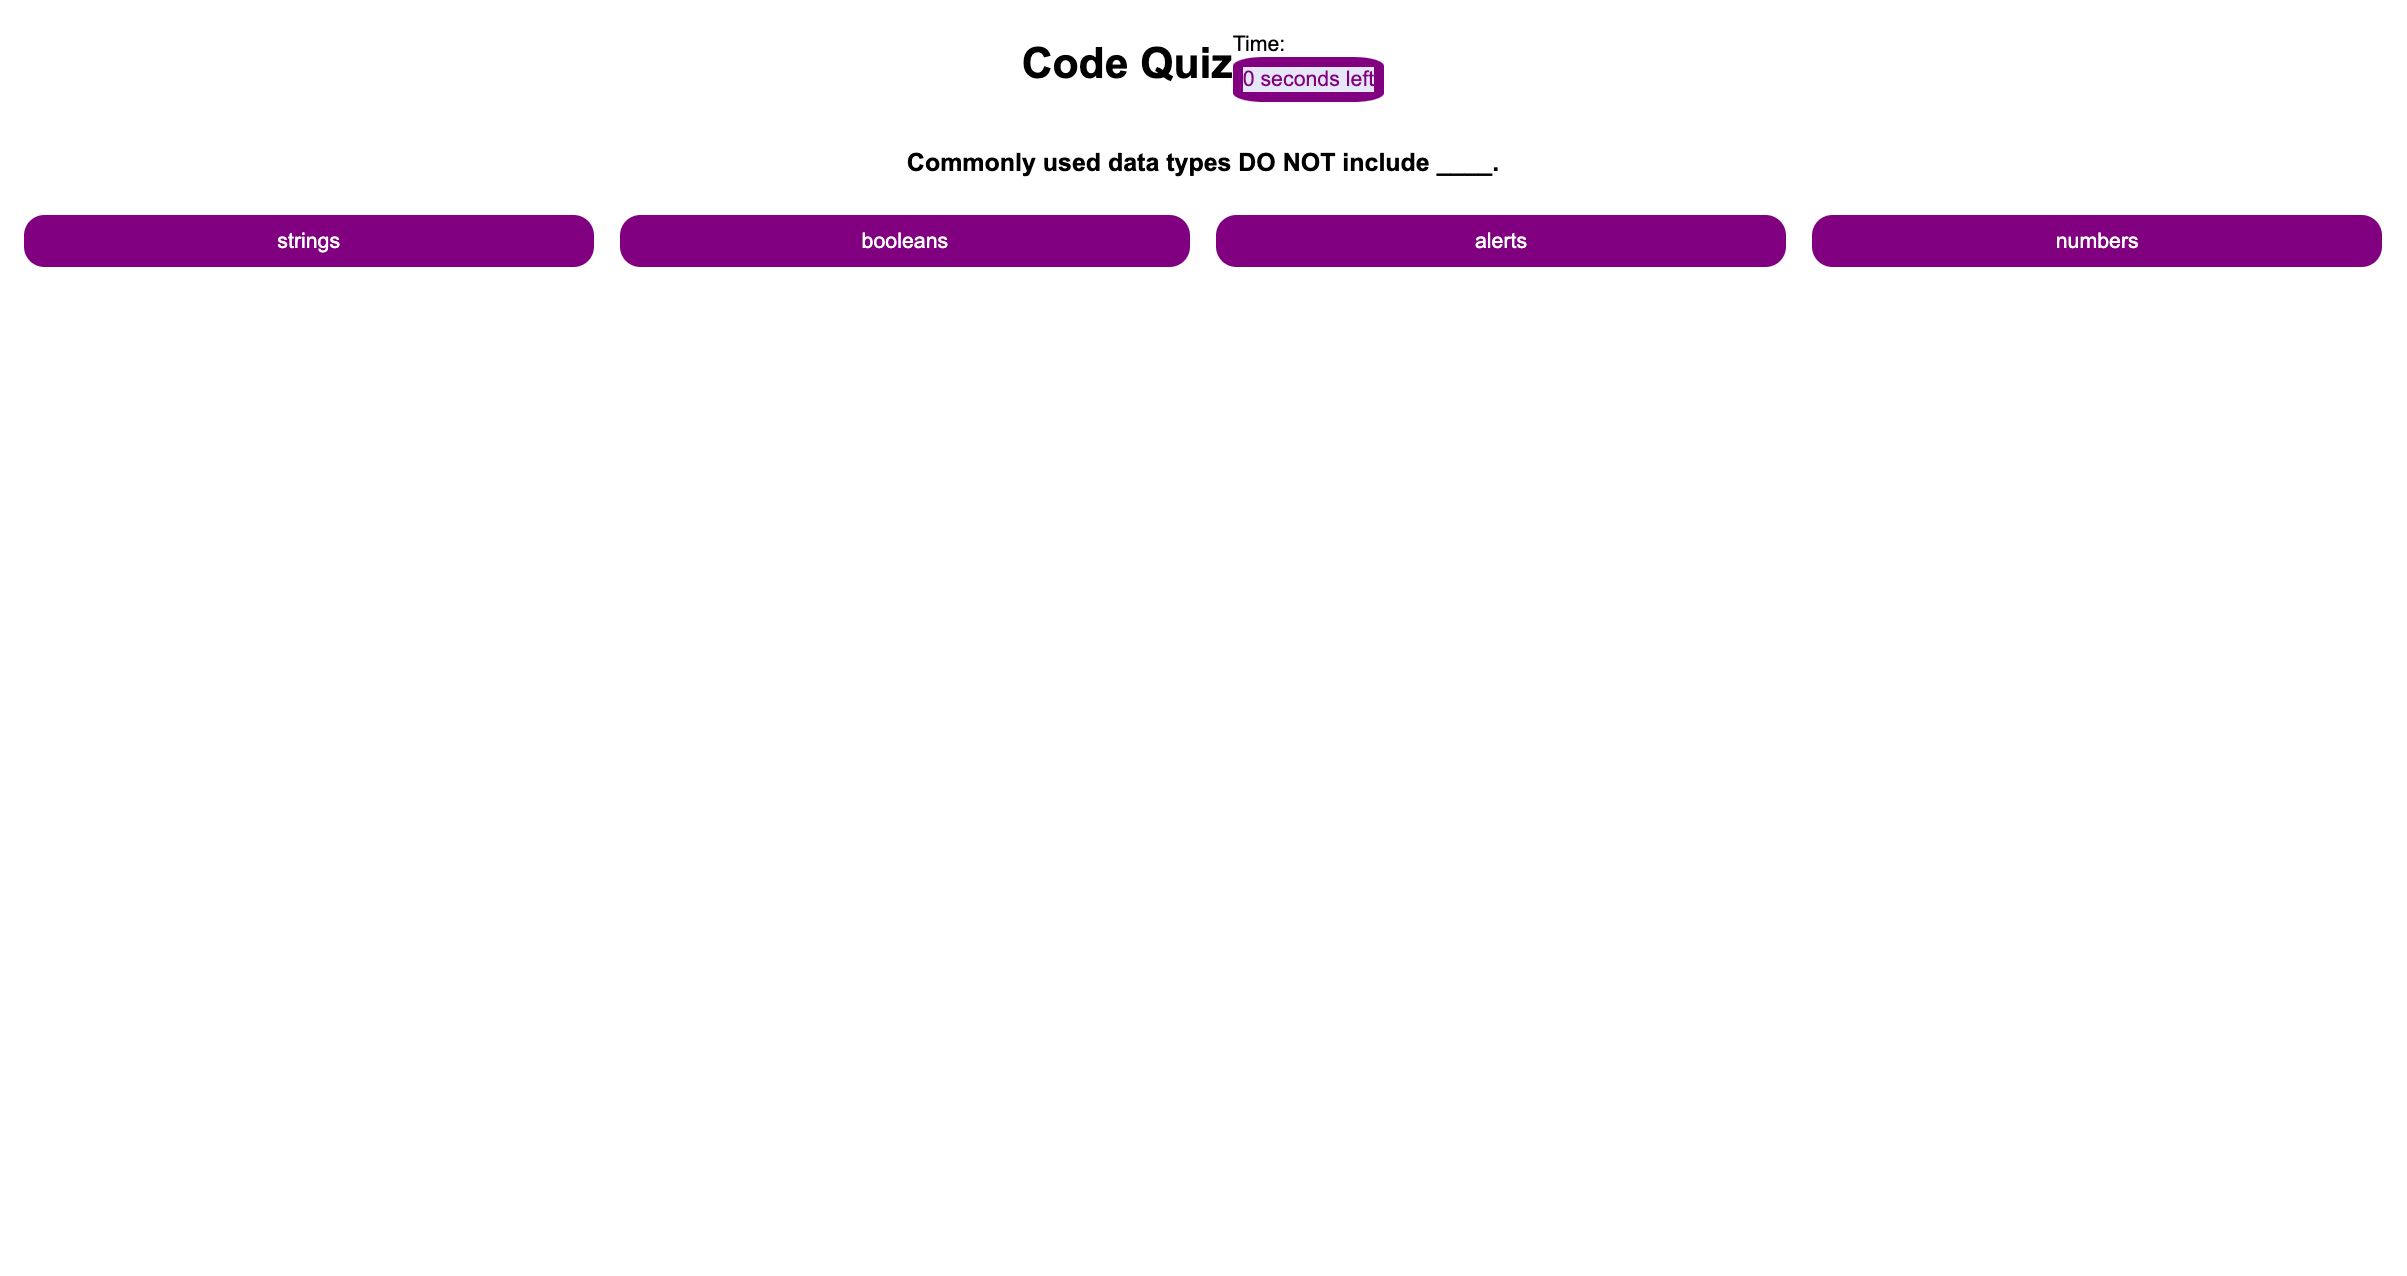 Code Quiz
Time:
0 seconds left
Commonly used data types DO NOT include ____.
strings
booleans
alerts
numbers